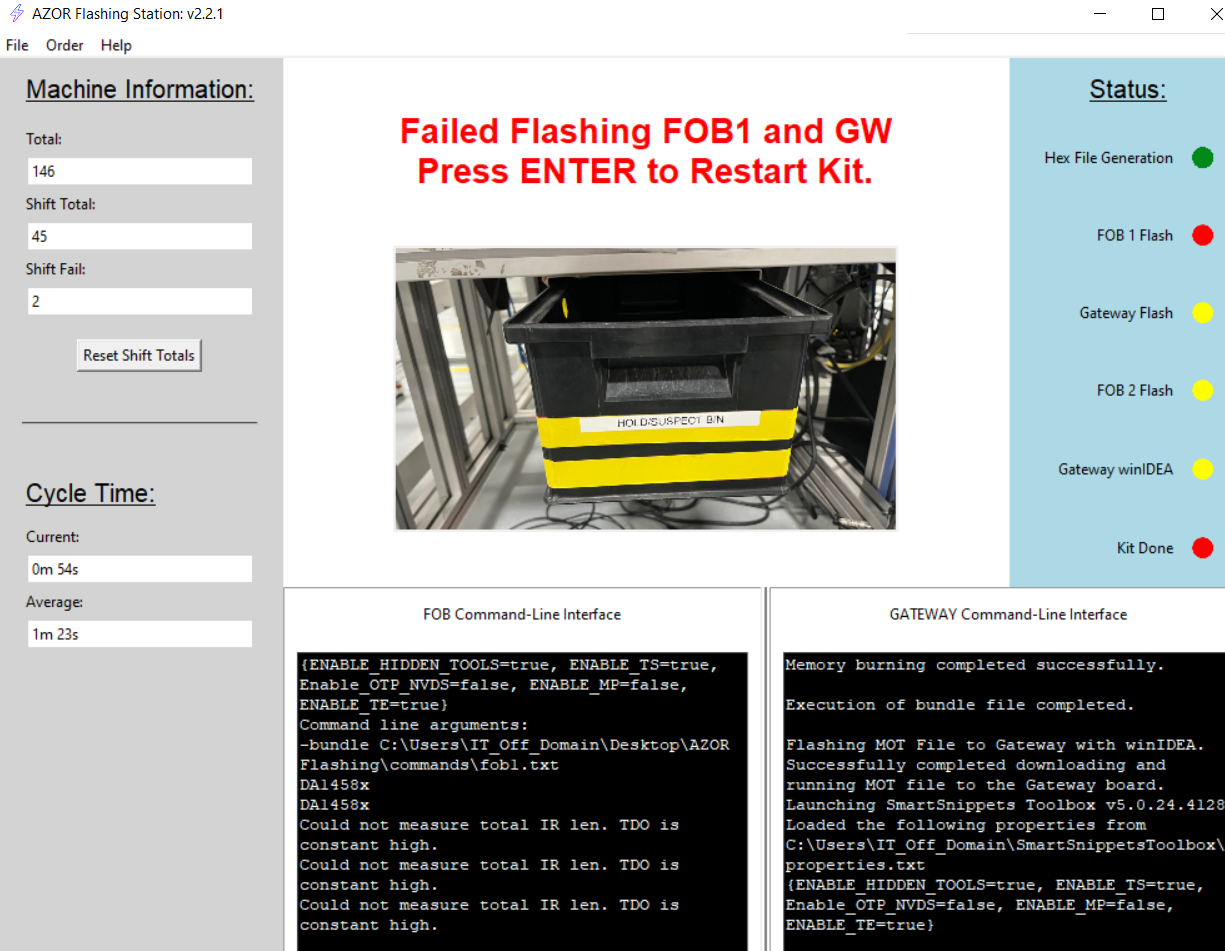 AZOR Flashing Station: v2.2.1
File Order Help
Machine Information:
Total:
146
Shift Total:
45
Shift Fail:
2
Reset Shift Totals
Cycle Time:
Current:
0m 54s
Average:
1m 23s
Failed Flashing FOB1 and GW
Press ENTER to Restart Kit.
HOLD/SUSPECT BIN
Status:
Hex File Generation
FOB 1 Flash
Gateway Flash
FOB 2 Flash
Gateway winIDEA
Kit Done
FOB Command-Line Interface
{ENABLE_HIDDEN_TOOLS=true, ENABLE_TS=true,
Enable_OTP_NVDS=false, ENABLE_MP=false,
ENABLE_TE=true}
Command line arguments:
-bundle C:\Users\IT_Off_Domain\Desktop\AZOR
Flashing\commands\fob1.txt
DA1458x
DA1458x
Could not measure total IR len. TDO is
constant high.
Could not measure total IR len. TDO is
constant high.
Could not measure total IR len. TDO is
constant high.
GATEWAY Command-Line Interface
Memory burning completed successfully.
Execution of bundle file completed.
Flashing MOT File to Gateway with winIDEA.
Successfully completed downloading and
running MOT file to the Gateway board.
Launching SmartSnippets Toolbox v5.0.24.4128
Loaded the following properties from
C:\Users\IT_Off_Domain\SmartSnippetsToolbox\
properties.txt
{ENABLE_HIDDEN_TOOLS=true, ENABLE_TS=true,
Enable_OTP_NVDS=false, ENABLE_MP=false,
ENABLE_TE=true}